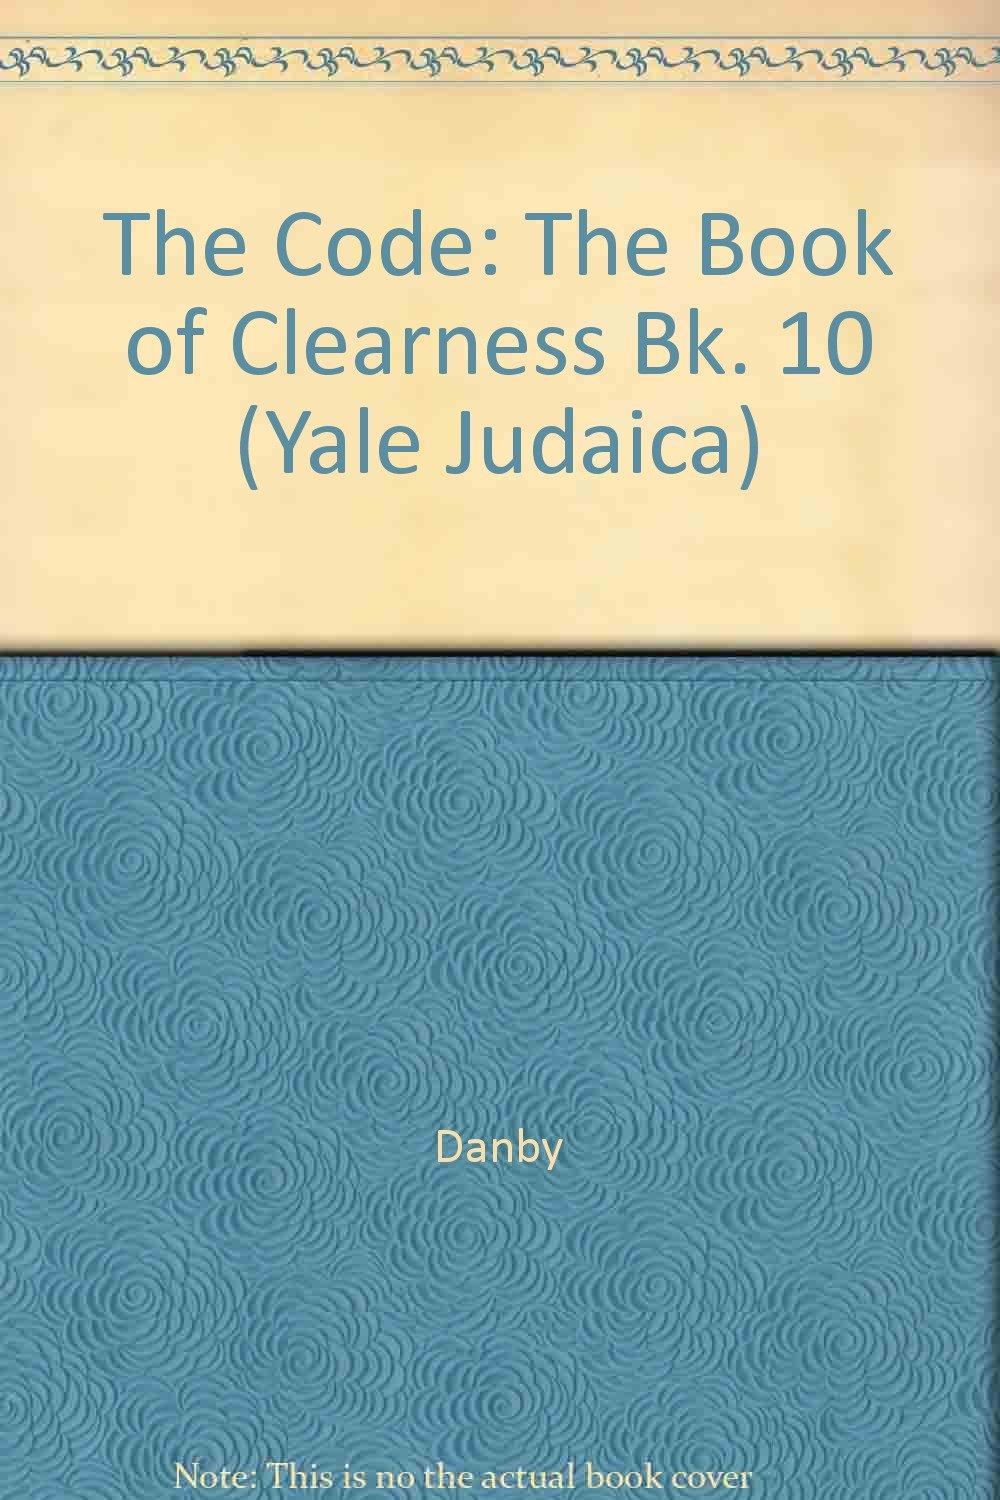 The Code: The Book
of Clearness Bk. 10
(Yale Judaica)
Danby
Note: This is no the actual book cover